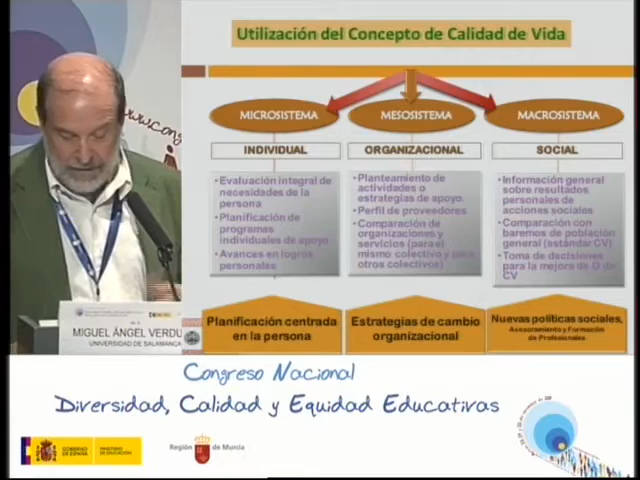 Utilización del Concepto de Calidad de Vida
MICROSISTEMA
MESOSISTEMA
MACROSISTEMA
INDIVIDUAL
ORGANIZACIONAL
SOCIAL
• Evaluación integral de
necesidades de la
persona
• Planificación de
programas
individuales de apoyo
• Avances en logros
personales
• Planteamiento de
actividades o
estrategias de apoyo.
• Perfil de proveedores
• Comparación de
organizaciones y
servicios (para el
mismo colectivo y para
otros colectivos)
• Información general
sobre resultados
personales de
acciones sociales
• Comparación con
baremos de población
general (estándar CV)
• Toma de decisiones
para la mejora de D de
CV
Planificación centrada
en la persona
Estrategias de cambio
organizacional
Nuevas políticas sociales,
Asesoramiento y Formación
de Profesionales
www.cong
MIGUEL ÁNGEL VERDU
UNIVERSIDAD DE SALAMANCA
Congreso Nacional
Diversidad, Calidad y Equidad Educativas
GOBIERNO
DE ESPAÑA
MINISTERIO
DE EDUCACIÓN
Región de Murcia